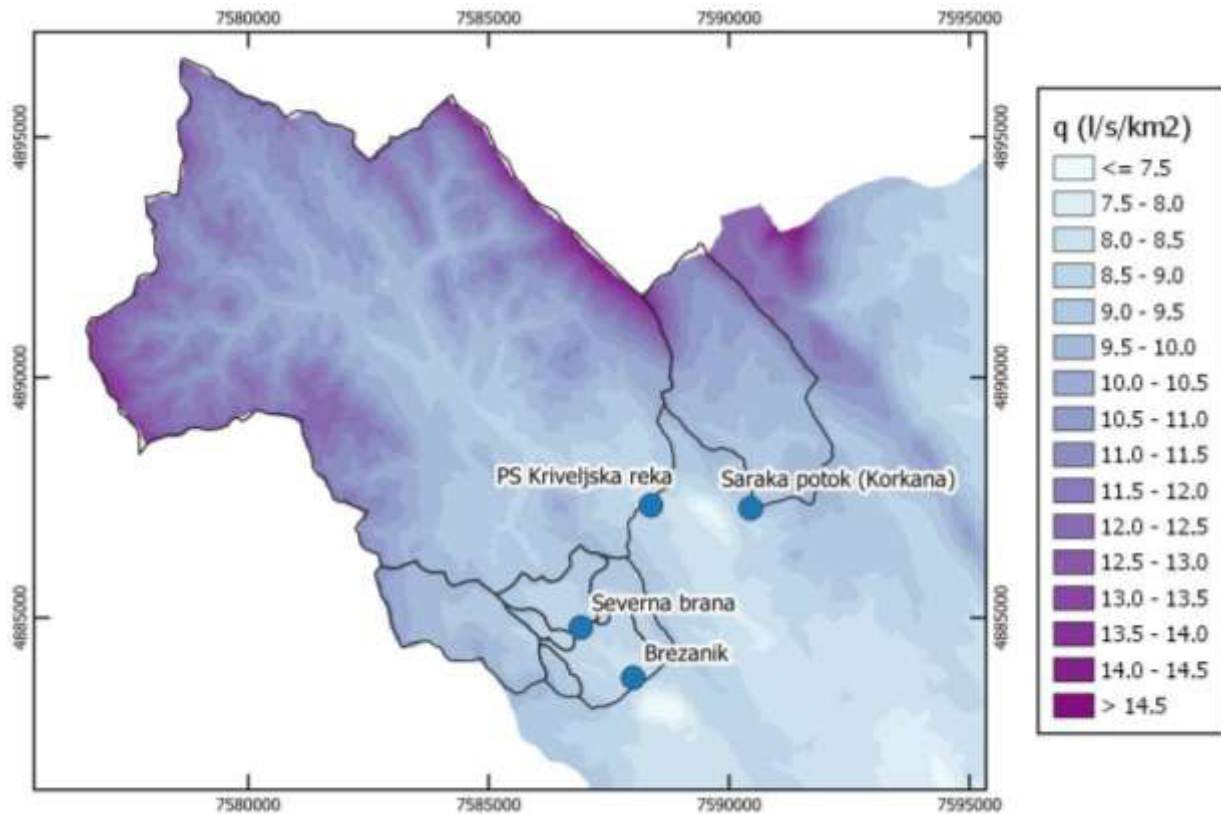 7580000 7585000 7590000 7595000
4895000 4895000
4890000 4890000
4885000 4885000
PS Kriveljska reka
Saraka potok (Korkana)
Severna brana
Brezanik
7580000 7585000 7590000 7595000
q (l/s/km2)
<= 7.5
7.5 - 8.0
8.0 - 8.5
8.5 - 9.0
9.0 - 9.5
9.5 - 10.0
10.0 - 10.5
10.5 - 11.0
11.0 - 11.5
11.5 - 12.0
12.0 - 12.5
12.5 - 13.0
13.0 - 13.5
13.5 - 14.0
14.0 - 14.5
> 14.5